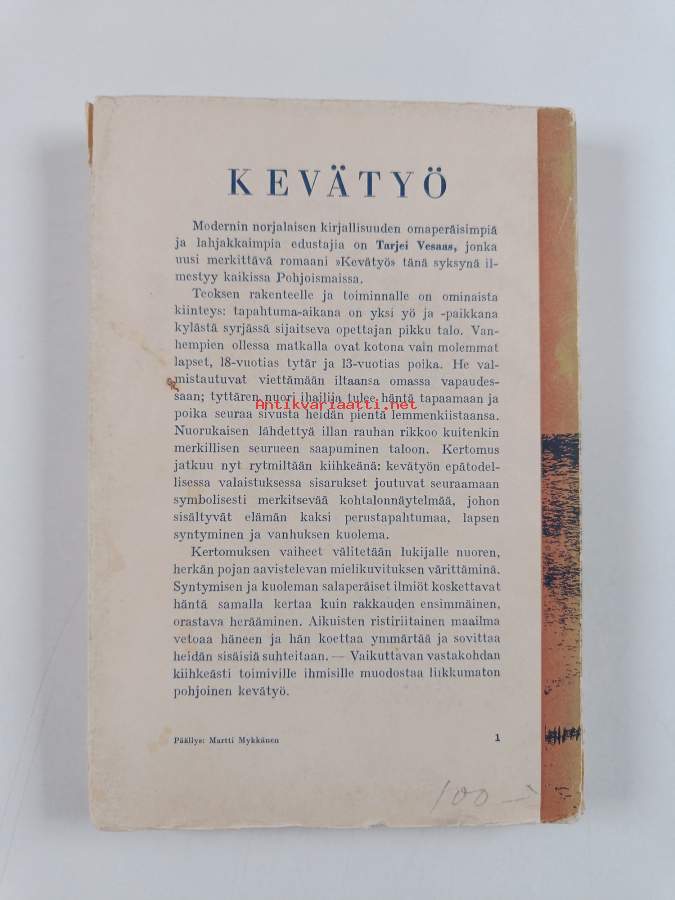 KEVÄTYÖ
Modernin norjalaisen kirjallisuuden omaperäisimpiä
ja lahjakkaimpia edustajia on Tarjei Vesaas, jonka
uusi merkittävä romaani »Kevätyö» tänä syksynä il-
mestyy kaikissa Pohjoismaissa.
Teoksen rakenteelle ja toiminnalle on ominaista
kiinteys: tapahtuma-aikana on yksi yö ja -paikkana
kylästä syrjässä sijaitseva opettajan pikku talo. Van-
hempien ollessa matkalla ovat kotona vain molemmat
lapset, 18-vuotias tytär ja 13-vuotias poika. He val-
mistautuvat viettämään iltaansa omassa vapaudes-
saan; tyttären nuori ihailija tulee häntä tapaamaan ja
Antikvariaatti.net
poika seuraa sivusta heidän pientä lemmenkiistaansa.
Nuorukaisen lähdettyä illan rauhan rikkoo kuitenkin
merkillisen seurueen saapuminen taloon. Kertomus
jatkuu nyt rytmiltään kiihkeänä: kevätyön epätodel-
lisessa valaistuksessa sisarukset joutuvat seuraamaan
symbolisesti merkitsevää kohtalonnäytelmää, johon
sisältyvät elämän kaksi perustapahtumaa, lapsen
syntyminen ja vanhuksen kuolema.
Kertomuksen vaiheet välitetään lukijalle nuoren,
herkän pojan aavistelevan mielikuvituksen värittäminä.
Syntymisen ja kuoleman salaperäiset ilmiöt koskettavat
häntä samalla kertaa kuin rakkauden ensimmäinen,
orastava herääminen. Aikuisten ristiriitainen maailma
vetoaa häneen ja hän koettaa ymmärtää ja sovittaa
heidän sisäisiä suhteitaan. — Vaikuttavan vastakohdan
kiihkeästi toimiville ihmisille muodostaa liikkumaton
pohjoinen kevätyö.
Päällys: Martti Mykkänen 1
100 —